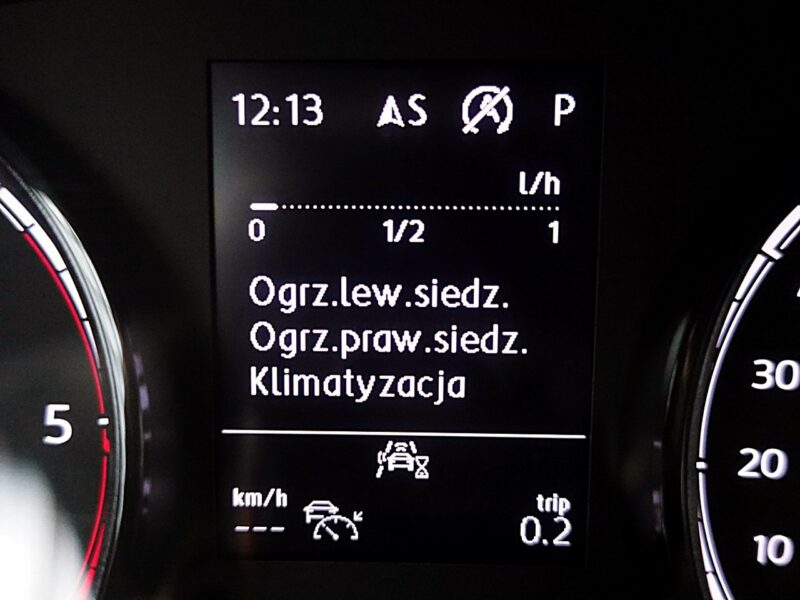 12:13 AS P
l/h
0 1/2 1
Ogrz.lew.siedz.
Ogrz.praw.siedz.
Klimatyzacja
km/h trip
--- 0.2
5
30
20
10